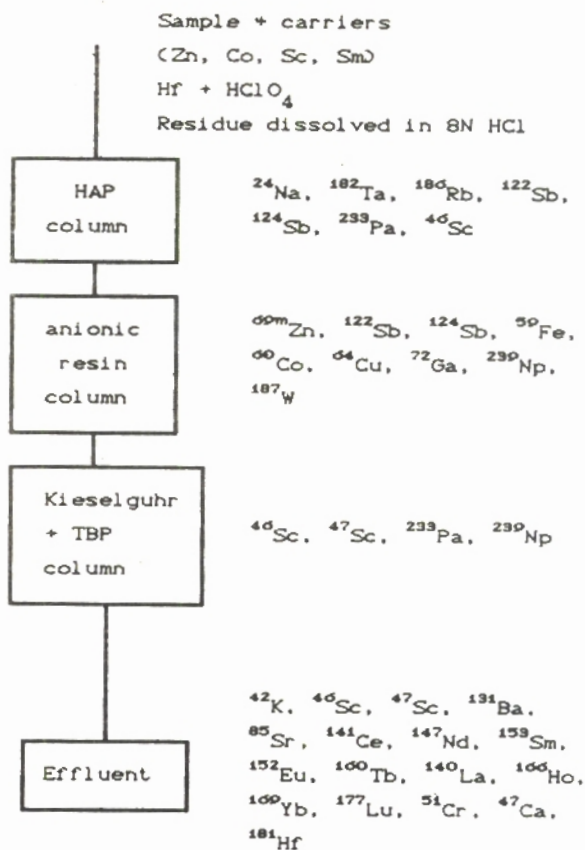 Sample + carriers
(Zn, Co, Sc, Sm)
Hf + HClO₄
Residue dissolved in 8N HCl
HAP
column
²⁴Na, ¹⁸²Ta, ¹⁸⁶Rb, ¹²²Sb,
¹²⁴Sb, ²³³Pa, ⁴⁶Sc
anionic
resin
column
⁶⁹ᵐZn, ¹²²Sb, ¹²⁴Sb, ⁵⁹Fe,
⁶⁰Co, ⁶⁴Cu, ⁷²Ga, ²³⁹Np,
¹⁸⁷W
Kieselguhr
+ TBP
column
⁴⁶Sc, ⁴⁷Sc, ²³³Pa, ²³⁹Np
Effluent
⁴²K, ⁴⁶Sc, ⁴⁷Sc, ¹³¹Ba,
⁸⁵Sr, ¹⁴¹Ce, ¹⁴⁷Nd, ¹⁵³Sm,
¹⁵²Eu, ¹⁶⁰Tb, ¹⁴⁰La, ¹⁶⁶Ho,
¹⁶⁹Yb, ¹⁷⁷Lu, ⁵¹Cr, ⁴⁷Ca,
¹⁸¹Hf